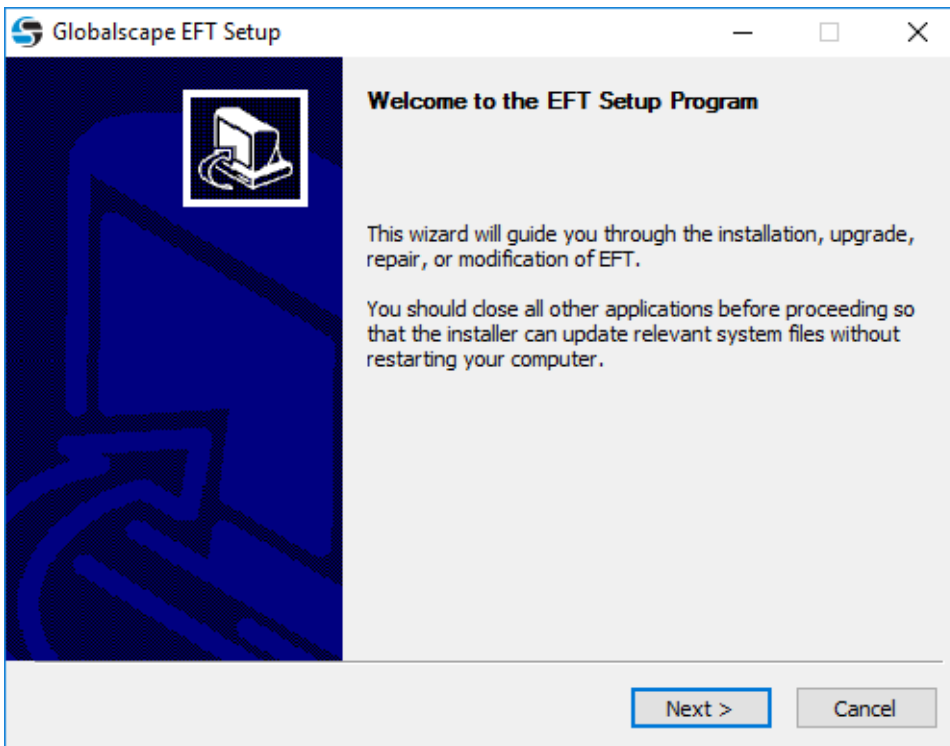 Globalscape EFT Setup
Welcome to the EFT Setup Program
This wizard will guide you through the installation, upgrade,
repair, or modification of EFT.
You should close all other applications before proceeding so
that the installer can update relevant system files without
restarting your computer.
Next >
Cancel